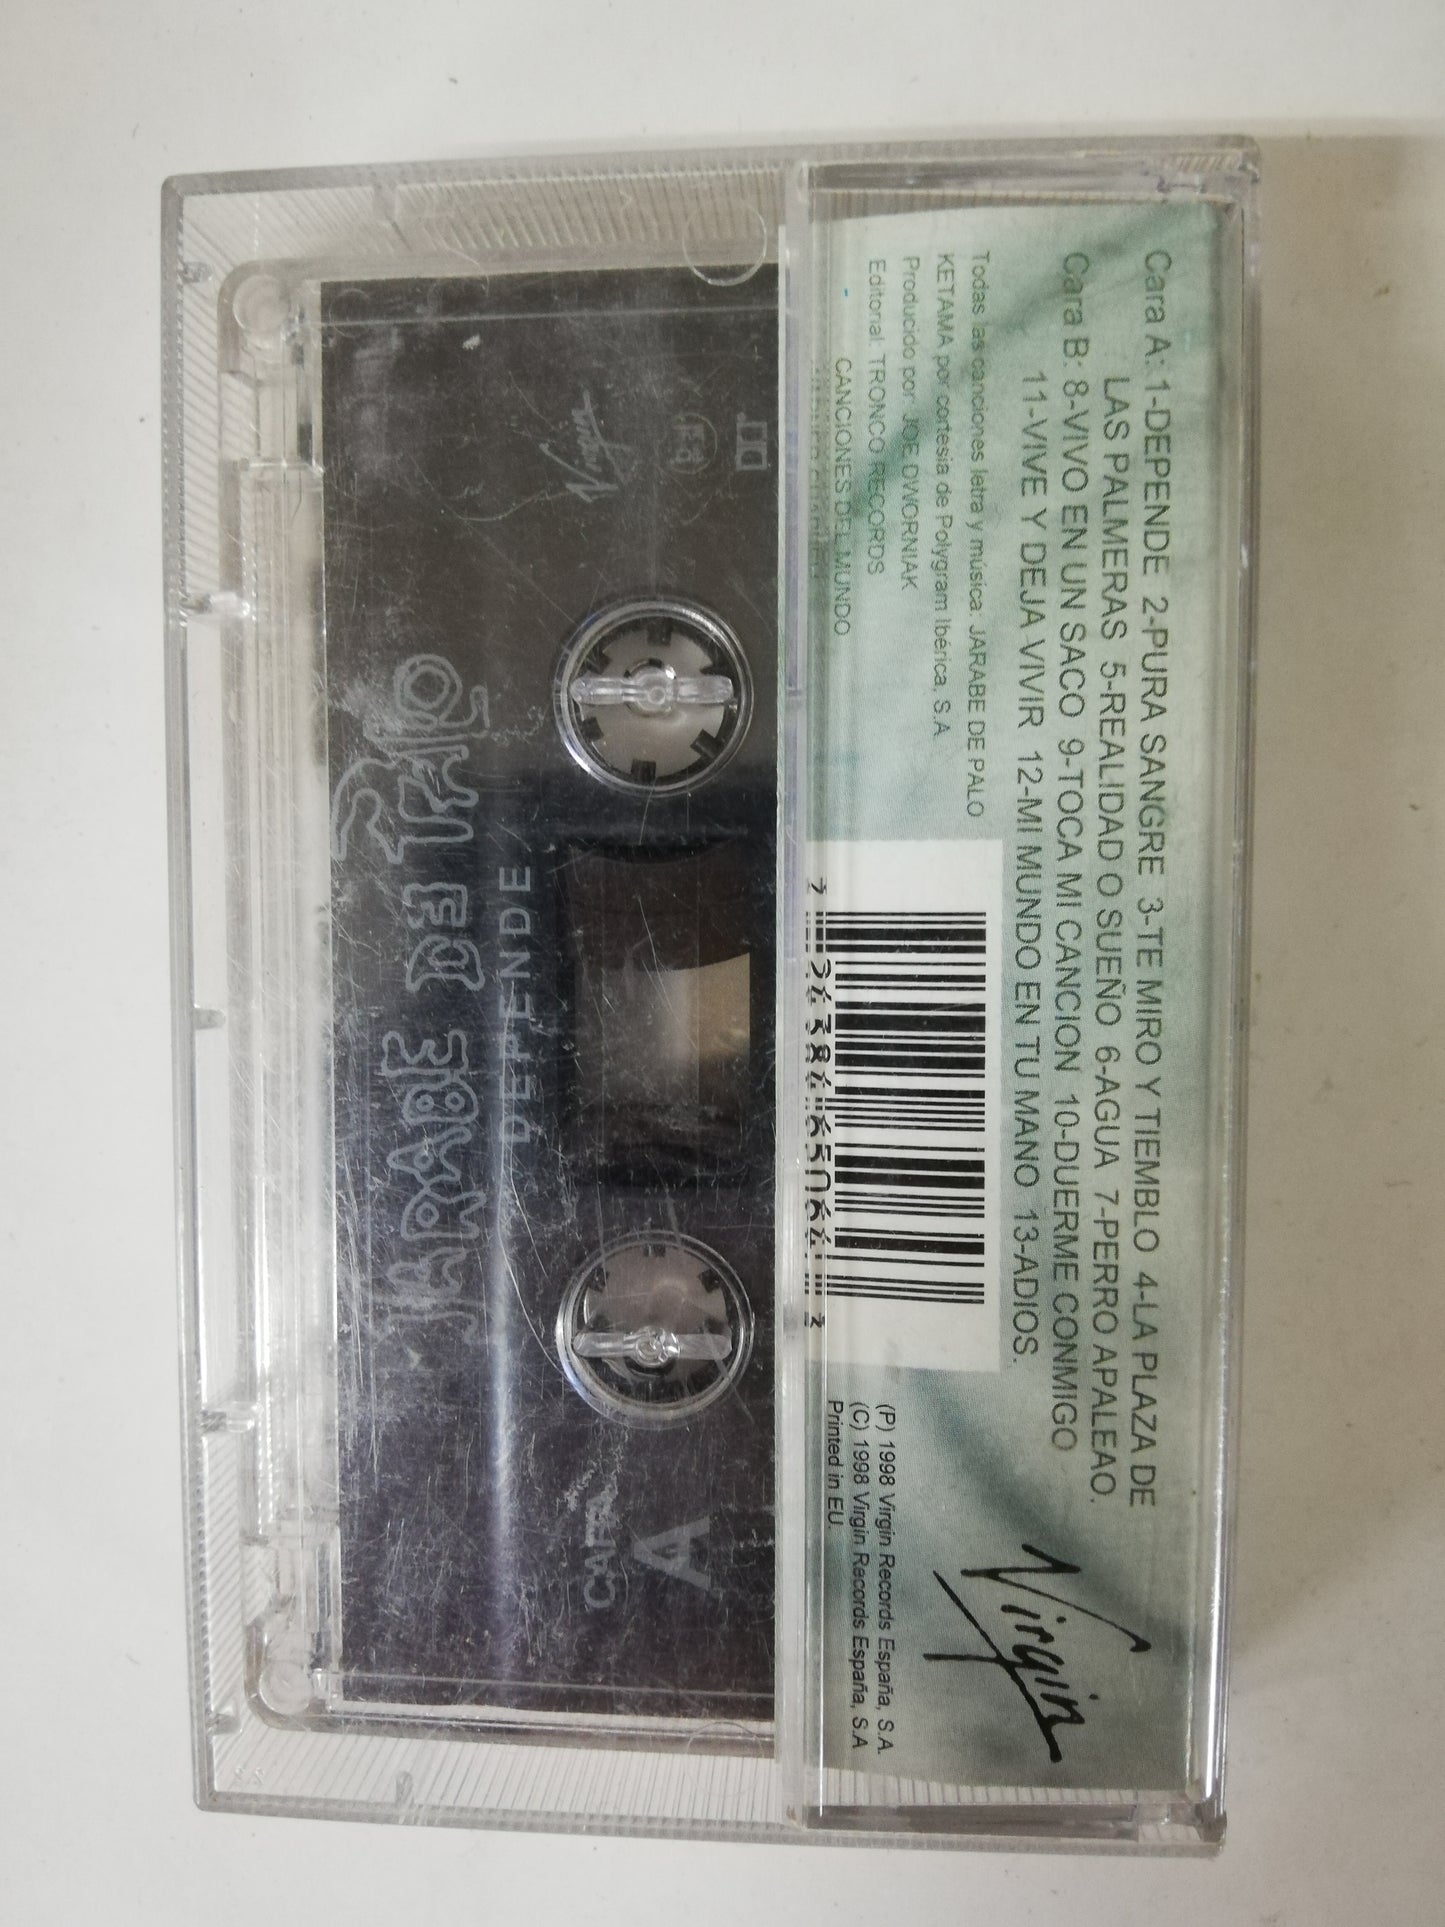 Cara A: 1-DEPENDE 2-PURA SANGRE 3-TE MIRO Y TIEMBLO 4-LA PLAZA DE
LAS PALMERAS 5-REALIDAD O SUEÑO 6-AGUA 7-PERRO APALEAO.
Cara B: 8-VIVO EN UN SACO 9-TOCA MI CANCION 10-DUERME CONMIGO
11-VIVE Y DEJA VIVIR 12-MI MUNDO EN TU MANO 13-ADIOS.
Todas las canciones letra y música: JARABE DE PALO
KETAMA por cortesía de Polygram Ibérica, S.A
Producido por: JOE DWORNIAK
Editorial: TRONCO RECORDS
CANCIONES DEL MUNDO
(P) 1998 Virgin Records España, S.A.
(C) 1998 Virgin Records España, S.A
Printed in EU.
Virgin
Virgin
DEPENDE
JARABE DE PALO
CARA
A